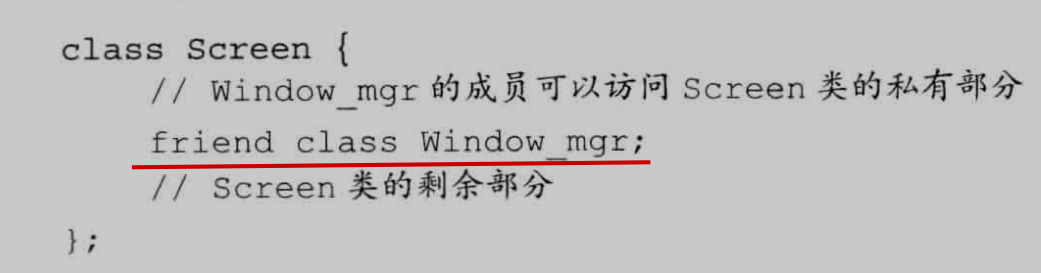 class Screen {
// Window_mgr 的成员可以访问 Screen 类的私有部分
friend class Window_mgr;
// Screen 类的剩余部分
};